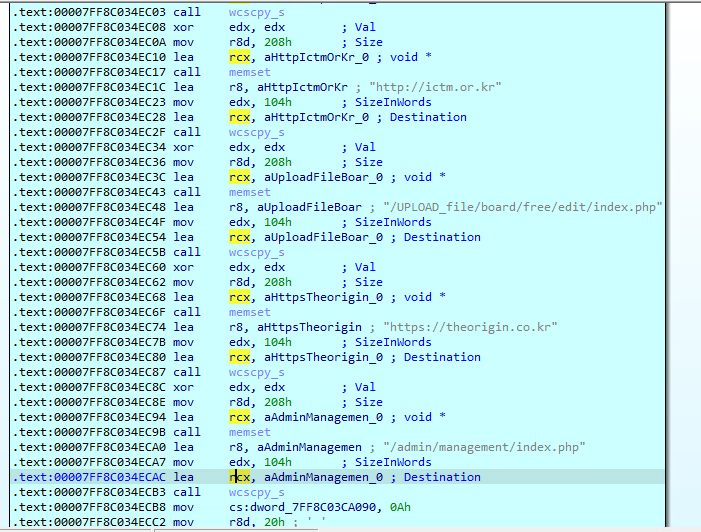 .text:00007FF8C034EC03 call wcscpy_s
.text:00007FF8C034EC08 xor edx, edx ; Val
.text:00007FF8C034EC0A mov r8d, 208h ; Size
.text:00007FF8C034EC10 lea rcx, aHttpIctmOrKr_0 ; void *
.text:00007FF8C034EC17 call memset
.text:00007FF8C034EC1C lea r8, aHttpIctmOrKr ; "http://ictm.or.kr"
.text:00007FF8C034EC23 mov edx, 104h ; SizeInWords
.text:00007FF8C034EC28 lea rcx, aHttpIctmOrKr_0 ; Destination
.text:00007FF8C034EC2F call wcscpy_s
.text:00007FF8C034EC34 xor edx, edx ; Val
.text:00007FF8C034EC36 mov r8d, 208h ; Size
.text:00007FF8C034EC3C lea rcx, aUploadFileBoar_0 ; void *
.text:00007FF8C034EC43 call memset
.text:00007FF8C034EC48 lea r8, aUploadFileBoar ; "/UPLOAD_file/board/free/edit/index.php"
.text:00007FF8C034EC4F mov edx, 104h ; SizeInWords
.text:00007FF8C034EC54 lea rcx, aUploadFileBoar_0 ; Destination
.text:00007FF8C034EC5B call wcscpy_s
.text:00007FF8C034EC60 xor edx, edx ; Val
.text:00007FF8C034EC62 mov r8d, 208h ; Size
.text:00007FF8C034EC68 lea rcx, aHttpsTheorigin_0 ; void *
.text:00007FF8C034EC6F call memset
.text:00007FF8C034EC74 lea r8, aHttpsTheorigin ; "https://theorigin.co.kr"
.text:00007FF8C034EC7B mov edx, 104h ; SizeInWords
.text:00007FF8C034EC80 lea rcx, aHttpsTheorigin_0 ; Destination
.text:00007FF8C034EC87 call wcscpy_s
.text:00007FF8C034EC8C xor edx, edx ; Val
.text:00007FF8C034EC8E mov r8d, 208h ; Size
.text:00007FF8C034EC94 lea rcx, aAdminManagemen_0 ; void *
.text:00007FF8C034EC9B call memset
.text:00007FF8C034ECA0 lea r8, aAdminManagemen ; "/admin/management/index.php"
.text:00007FF8C034ECA7 mov edx, 104h ; SizeInWords
.text:00007FF8C034ECAC lea rcx, aAdminManagemen_0 ; Destination
.text:00007FF8C034ECB3 call wcscpy_s
.text:00007FF8C034ECB8 mov cs:dword_7FF8C03CA090, 0Ah
.text:00007FF8C034ECC2 mov r8d, 20h ; ' '